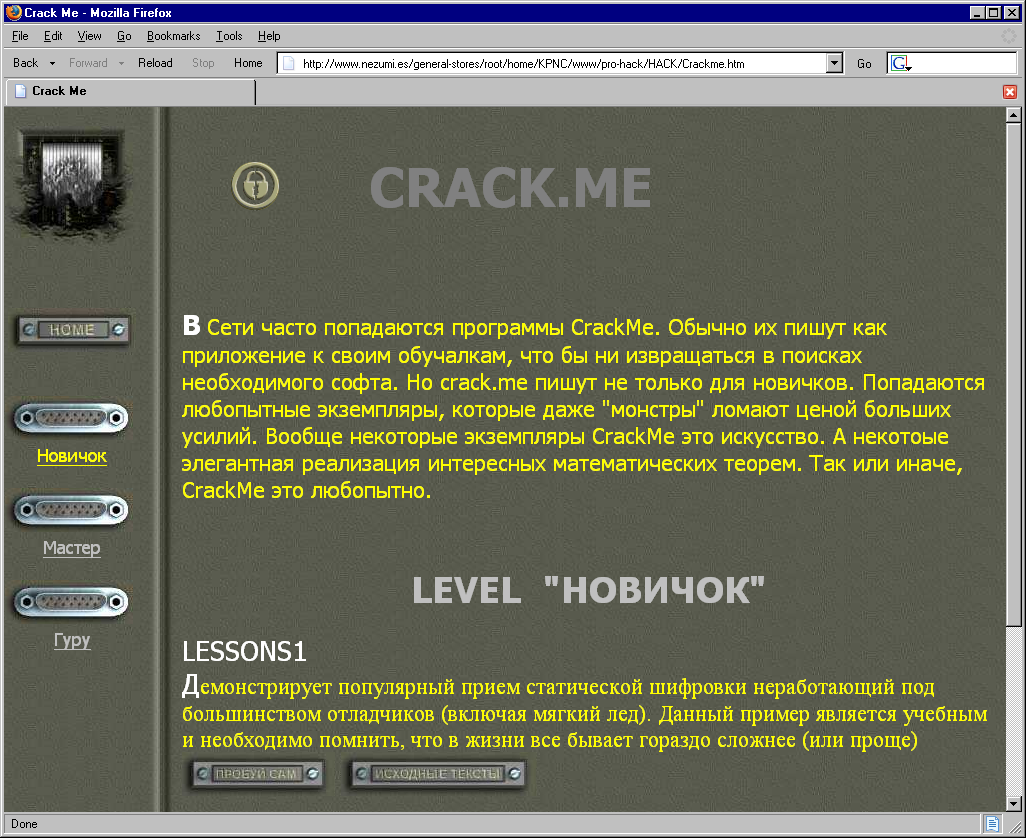 Crack Me - Mozilla Firefox
File Edit View Go Bookmarks Tools Help
Back Forward Reload Stop Home http://www.nezumi.es/general-stores/root/home/KPNC/www/pro-hack/HACK/Crackme.htm Go G
Crack Me
CRACK.ME
HOME
В Сети часто попадаются программы CrackMe. Обычно их пишут как
приложение к своим обучалкам, что бы ни извращаться в поисках
необходимого софта. Но crack.me пишут не только для новичков. Попадаются
любопытные экземпляры, которые даже "монстры" ломают ценой больших
усилий. Вообще некоторые экземпляры CrackMe это искусство. А некотоые
элегантная реализация интересных математических теорем. Так или иначе,
CrackMe это любопытно.
Новичок
Мастер
Гуру
LEVEL "НОВИЧОК"
LESSONS1
Демонстрирует популярный прием статической шифровки неработающий под
большинством отладчиков (включая мягкий лед). Данный пример является учебным
и необходимо помнить, что в жизни все бывает гораздо сложнее (или проще)
ПРОБУЙ САМ ИСХОДНЫЕ ТЕКСТЫ
Done